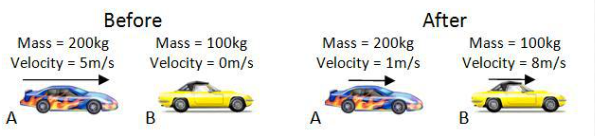 Before
After
Mass = 200kg
Mass = 100kg
Mass = 200kg
Mass = 100kg
Velocity = 5m/s
Velocity = 0m/s
Velocity = 1m/s
Velocity = 8m/s
A
B
A
B